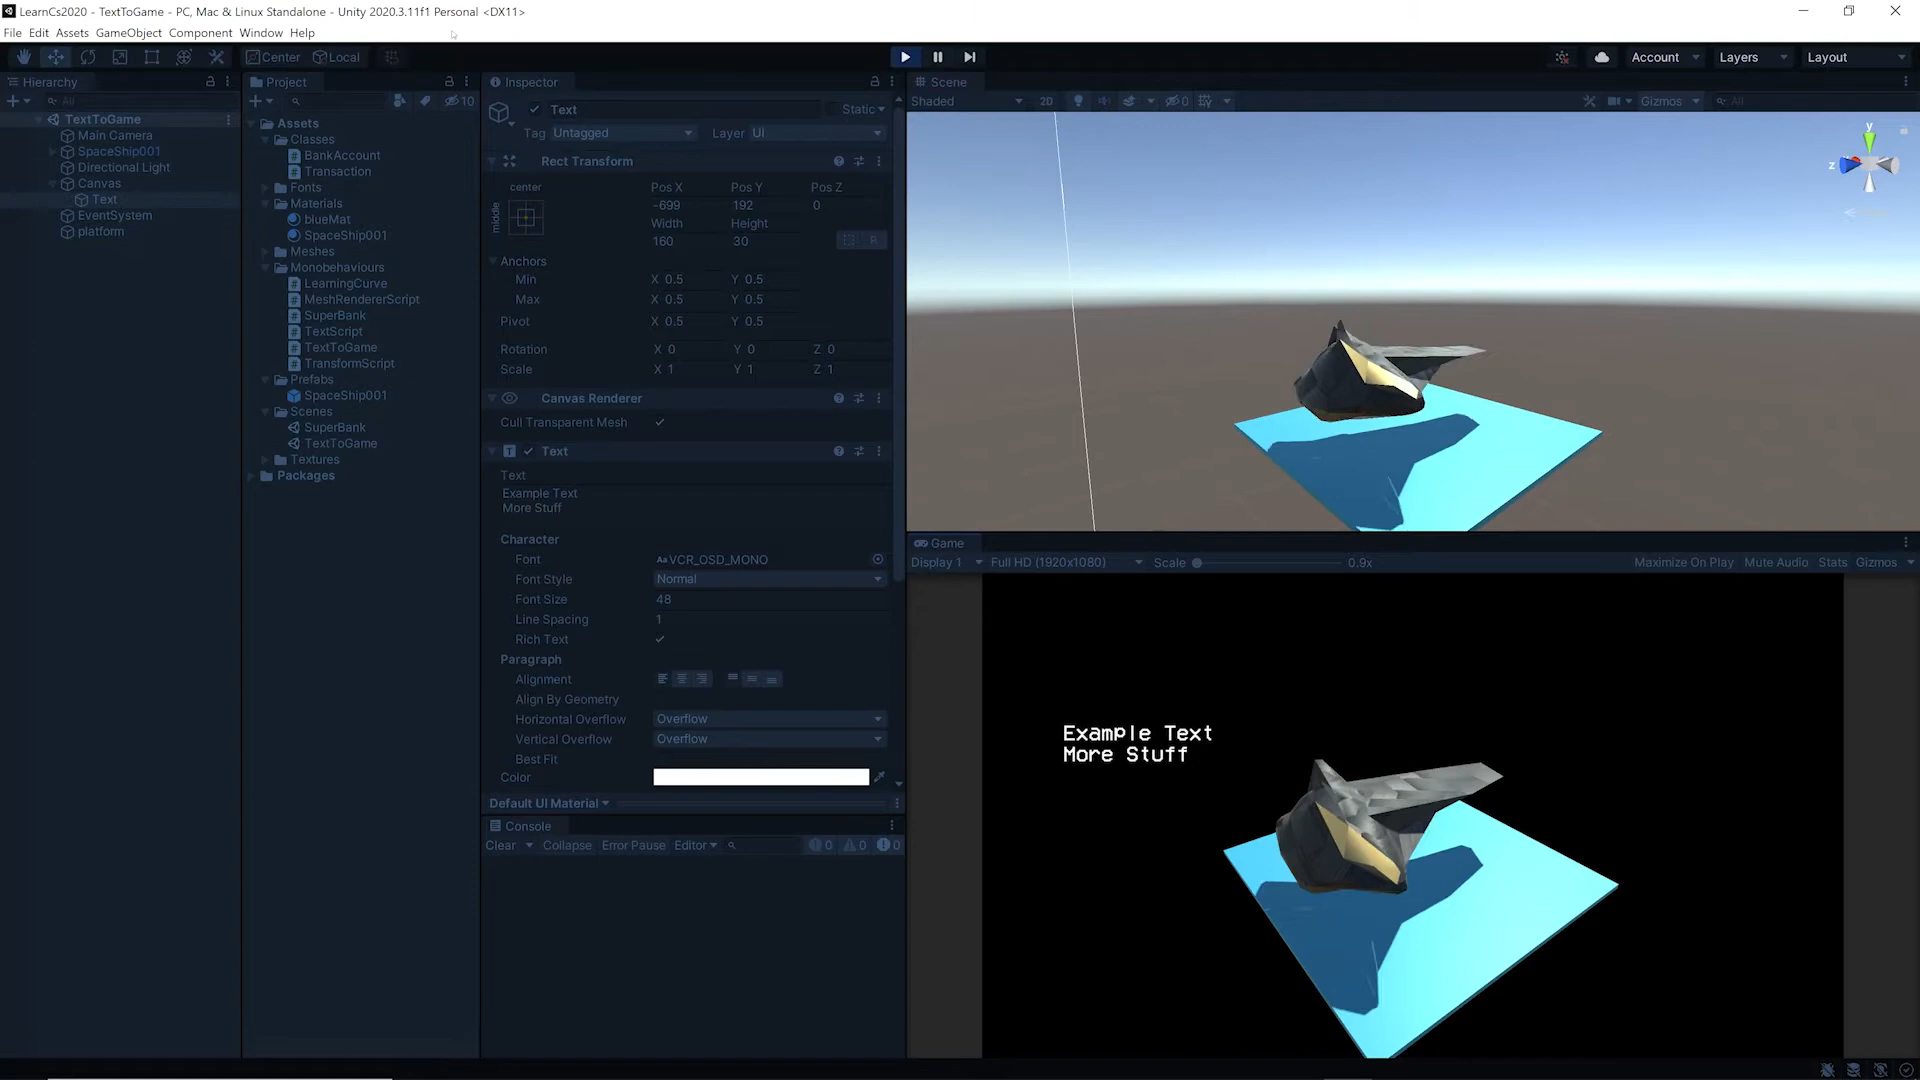 LearnCs2020 - TextToGame - PC, Mac & Linux Standalone - Unity 2020.3.11f1 Personal <DX11>
File Edit Assets GameObject Component Window Help
Center Local
Account Layers Layout
Hierarchy
All
TextToGame
Main Camera
SpaceShip001
Directional Light
Canvas
Text
EventSystem
platform
Project
10
Assets
Classes
BankAccount
Transaction
Fonts
Materials
blueMat
SpaceShip001
Meshes
Monobehaviours
LearningCurve
MeshRendererScript
SuperBank
TextScript
TextToGame
TransformScript
Prefabs
SpaceShip001
Scenes
SuperBank
TextToGame
Textures
Packages
Inspector
Text Static
Tag Untagged Layer UI
Rect Transform
center
middle
Pos X Pos Y Pos Z
-699 192 0
Width Height
160 30
R
Anchors
Min X 0.5 Y 0.5
Max X 0.5 Y 0.5
Pivot X 0.5 Y 0.5
Rotation X 0 Y 0 Z 0
Scale X 1 Y 1 Z 1
Canvas Renderer
Cull Transparent Mesh
Text
Text
Example Text
More Stuff
Character
Font Aa VCR_OSD_MONO
Font Style Normal
Font Size 48
Line Spacing 1
Rich Text
Paragraph
Alignment
Align By Geometry
Horizontal Overflow Overflow
Vertical Overflow Overflow
Best Fit
Color
Default UI Material
Console
Clear Collapse Error Pause Editor 0 0 0
Scene
Shaded 2D 0 Gizmos All
y
z
Game
Display 1 Full HD (1920x1080) Scale 0.9x Maximize On Play Mute Audio Stats Gizmos
Example Text
More Stuff